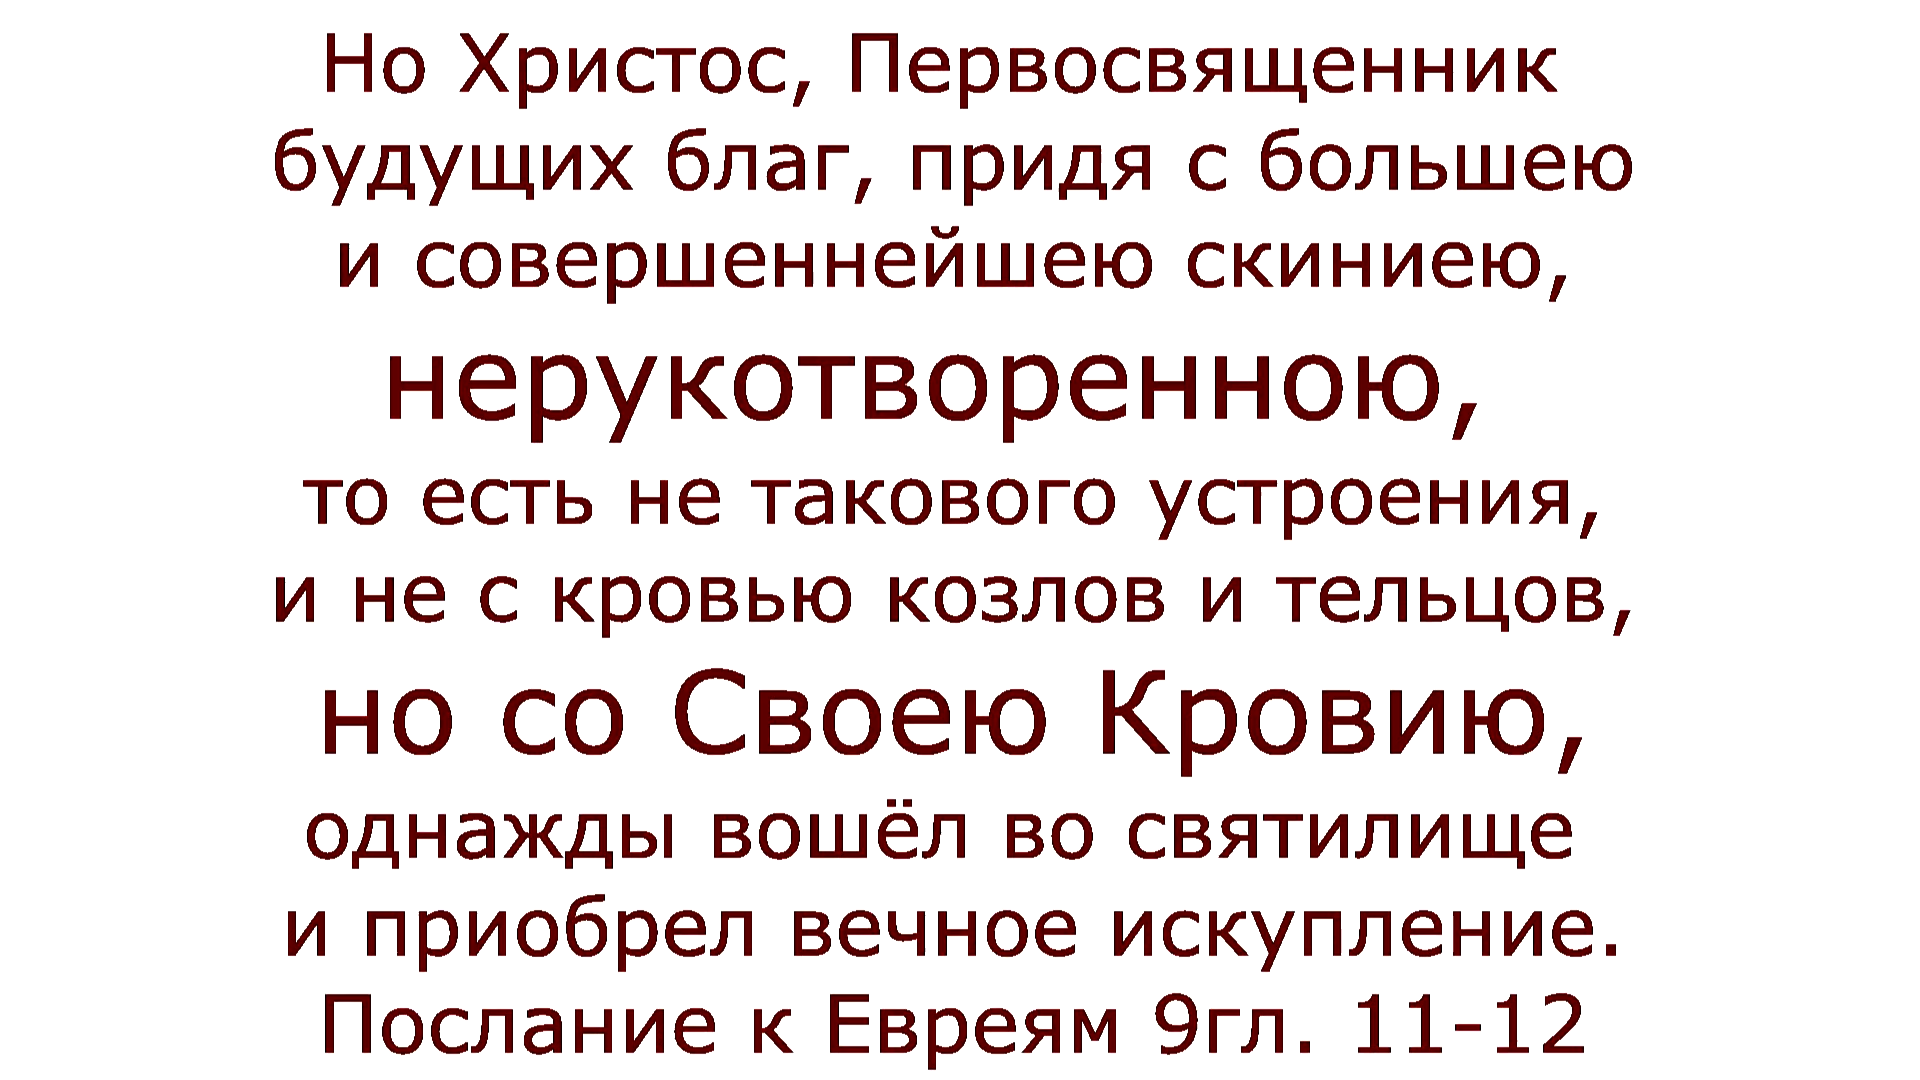 Но Христос, Первосвященник
будущих благ, придя с большею
и совершеннейшею скиниею,
нерукотворенною,
то есть не такового устроения,
и не с кровью козлов и тельцов,
но со Своею Кровию,
однажды вошёл во святилище
и приобрел вечное искупление.
Послание к Евреям 9гл. 11-12